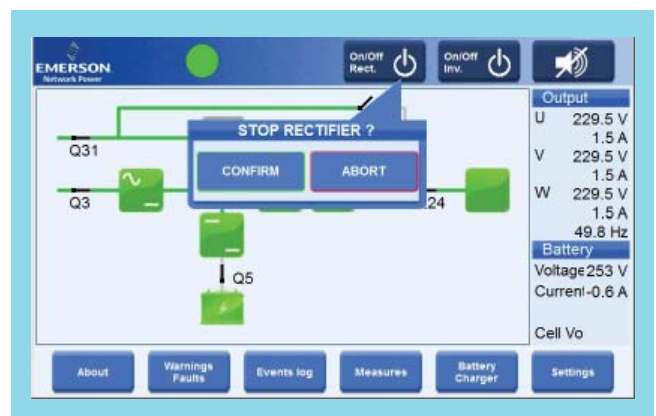 EMERSON
Network Power
On/Off
Rect.
On/Off
Inv.
STOP RECTIFIER ?
CONFIRM
ABORT
Q31
Q3
24
Q5
Output
U 229.5 V
1.5 A
V 229.5 V
1.5 A
W 229.5 V
1.5 A
49.8 Hz
Battery
Voltage 253 V
Current -0.6 A
Cell Vo
About
Warnings
Faults
Events log
Measures
Battery
Charger
Settings